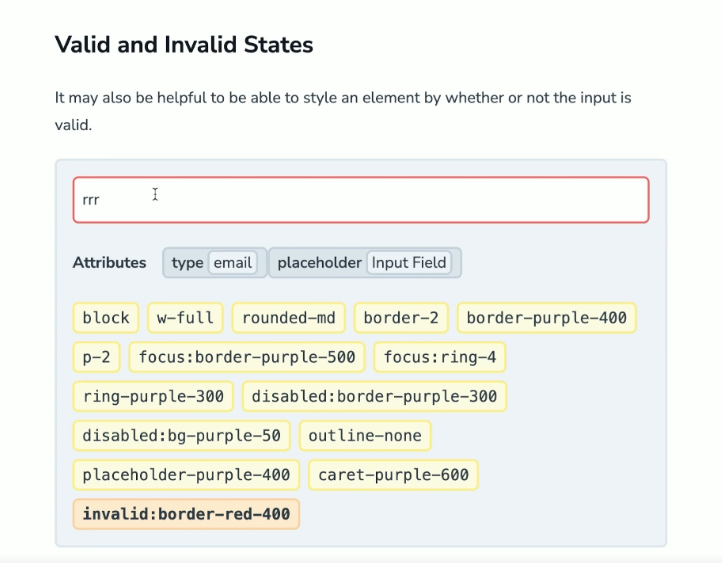 Valid and Invalid States
It may also be helpful to be able to style an element by whether or not the input is
valid.
rrr
Attributes type email placeholder Input Field
block w-full rounded-md border-2 border-purple-400
p-2 focus:border-purple-500 focus:ring-4
ring-purple-300 disabled:border-purple-300
disabled:bg-purple-50 outline-none
placeholder-purple-400 caret-purple-600
invalid:border-red-400